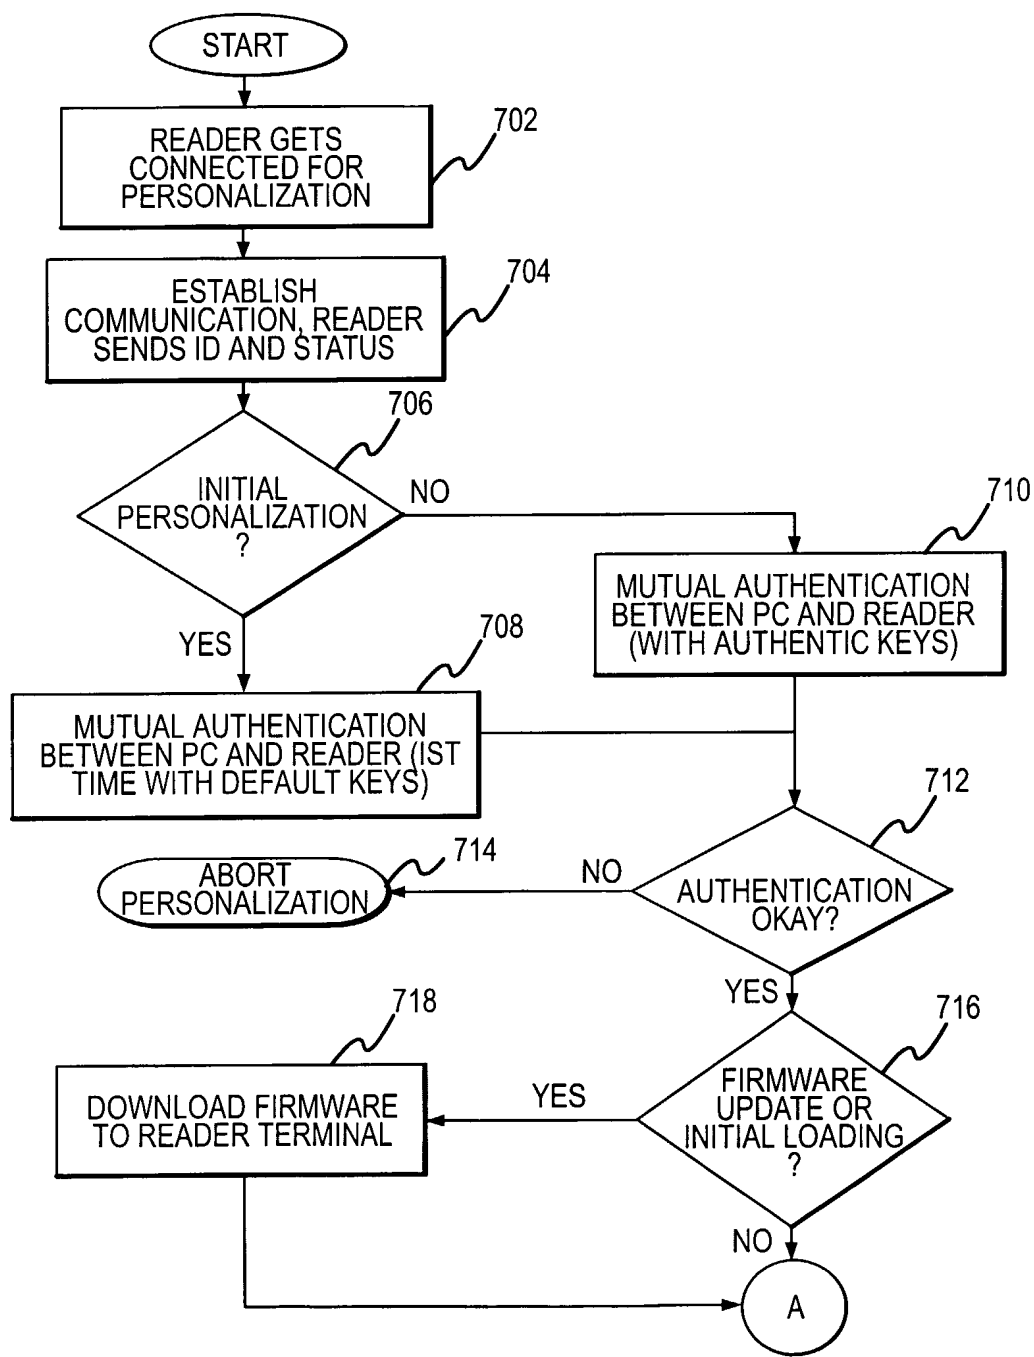 START
702
READER GETS
CONNECTED FOR
PERSONALIZATION
704
ESTABLISH
COMMUNICATION, READER
SENDS ID AND STATUS
706
INITIAL
PERSONALIZATION
?
NO
710
MUTUAL AUTHENTICATION
BETWEEN PC AND READER
(WITH AUTHENTIC KEYS)
YES
708
MUTUAL AUTHENTICATION
BETWEEN PC AND READER (IST
TIME WITH DEFAULT KEYS)
712
AUTHENTICATION
OKAY?
NO
714
ABORT
PERSONALIZATION
YES
716
FIRMWARE
UPDATE OR
INITIAL LOADING
?
YES
718
DOWNLOAD FIRMWARE
TO READER TERMINAL
NO
A